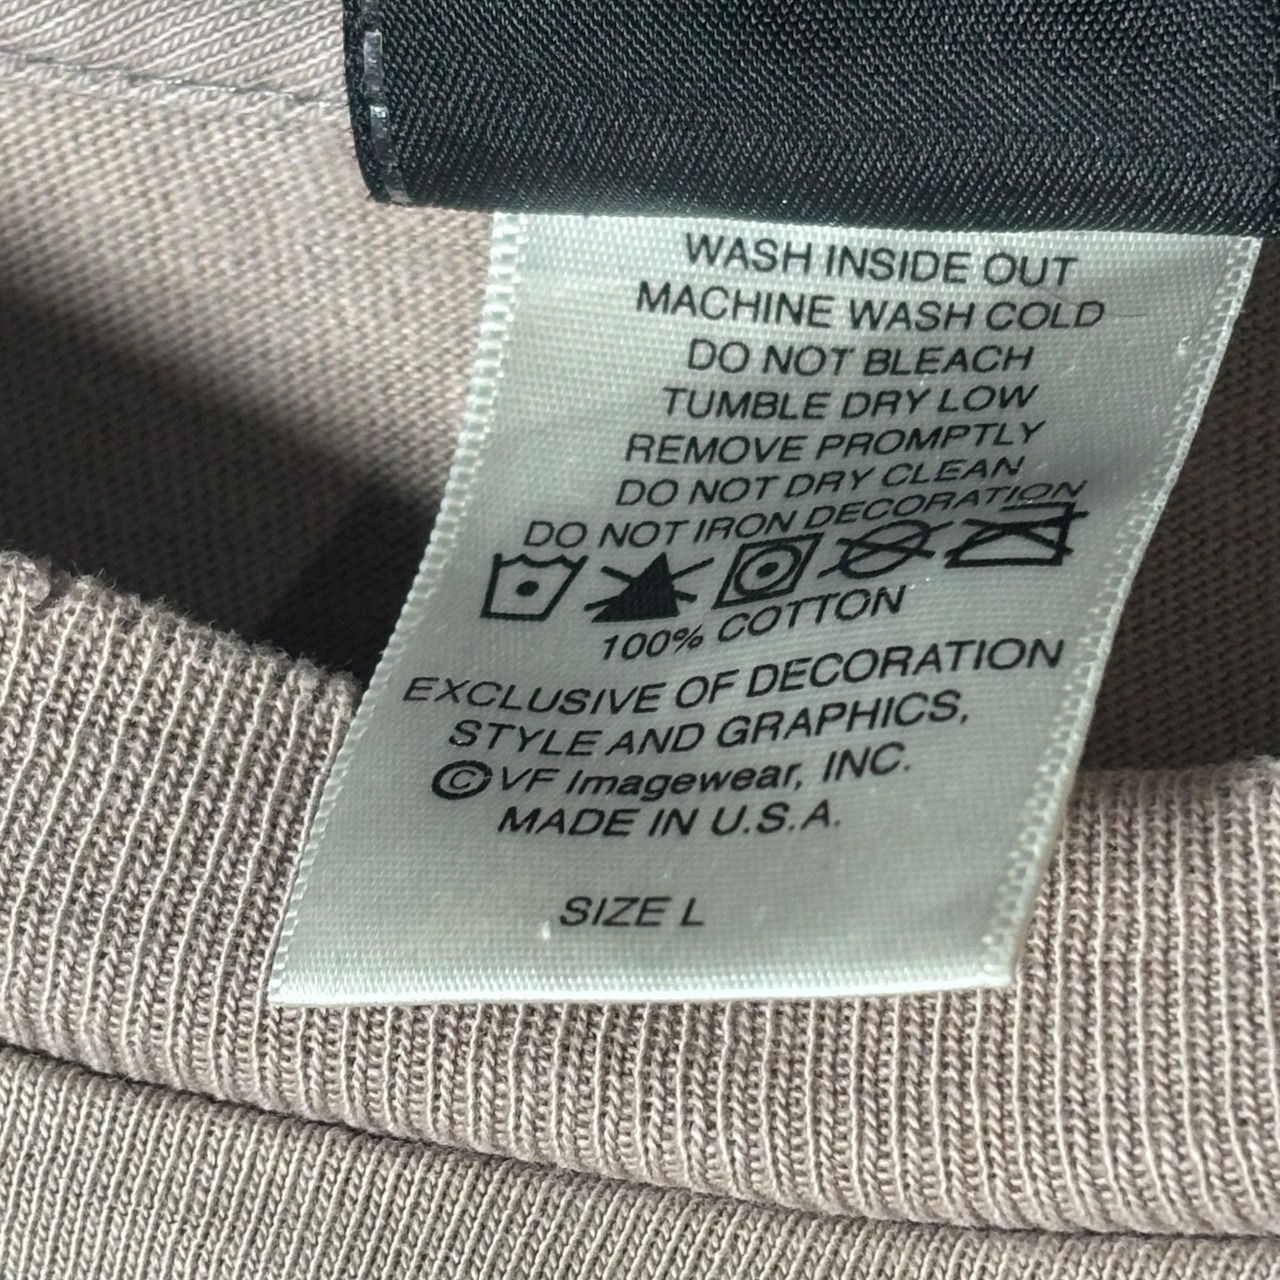 WASH INSIDE OUT
MACHINE WASH COLD
DO NOT BLEACH
TUMBLE DRY LOW
REMOVE PROMPTLY
DO NOT DRY CLEAN
DO NOT IRON DECORATION
100% COTTON
EXCLUSIVE OF DECORATION
STYLE AND GRAPHICS,
©VF Imagewear, INC.
MADE IN U.S.A.
SIZE L